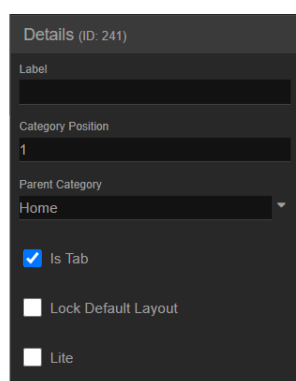 Details (ID: 241)
Label
Category Position
1
Parent Category
Home
Is Tab
Lock Default Layout
Lite